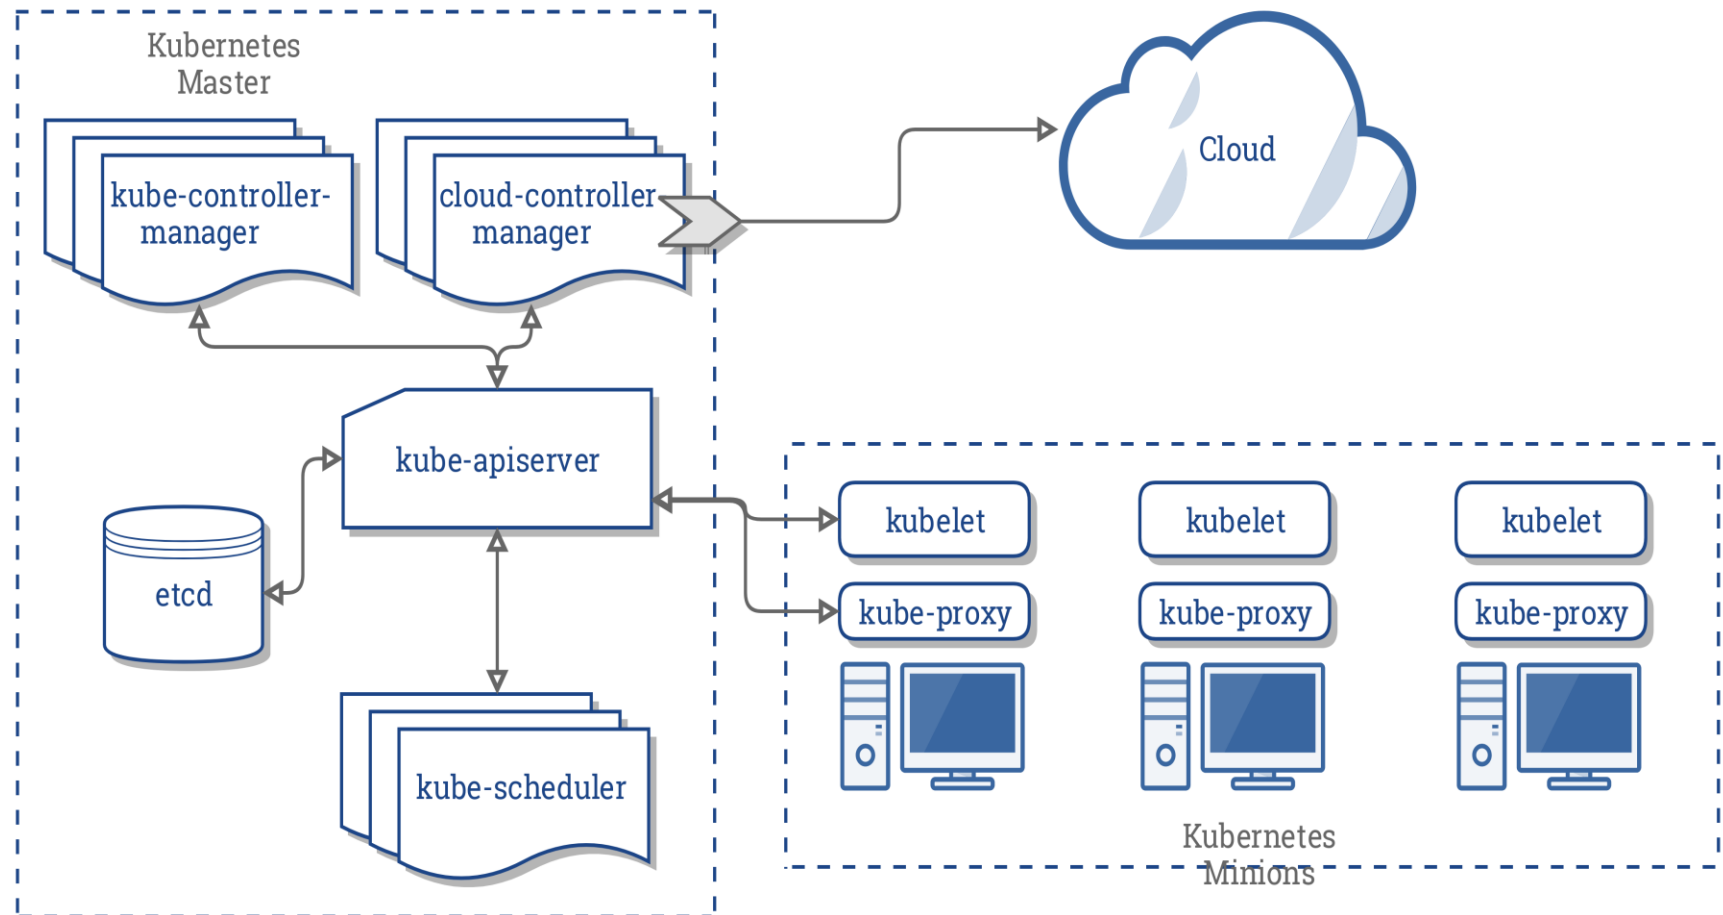 Kubernetes
Master
kube-controller-
manager
cloud-controller
manager
Cloud
kube-apiserver
etcd
kube-scheduler
kubelet
kubelet
kubelet
kube-proxy
kube-proxy
kube-proxy
Kubernetes
Minions